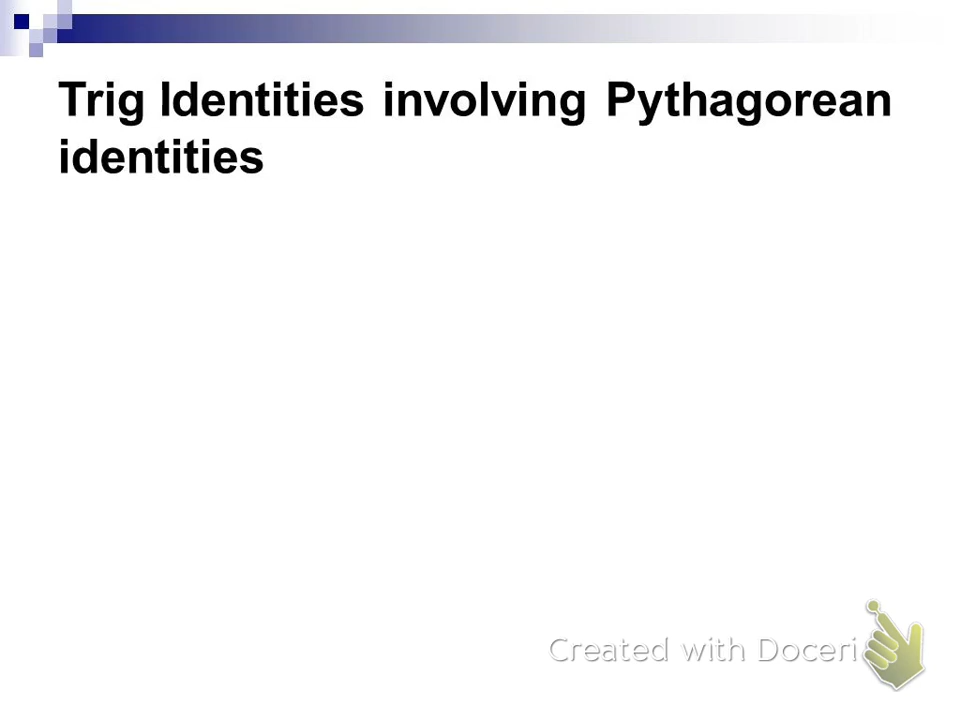 Trig Identities involving Pythagorean
identities
Created with Doceri